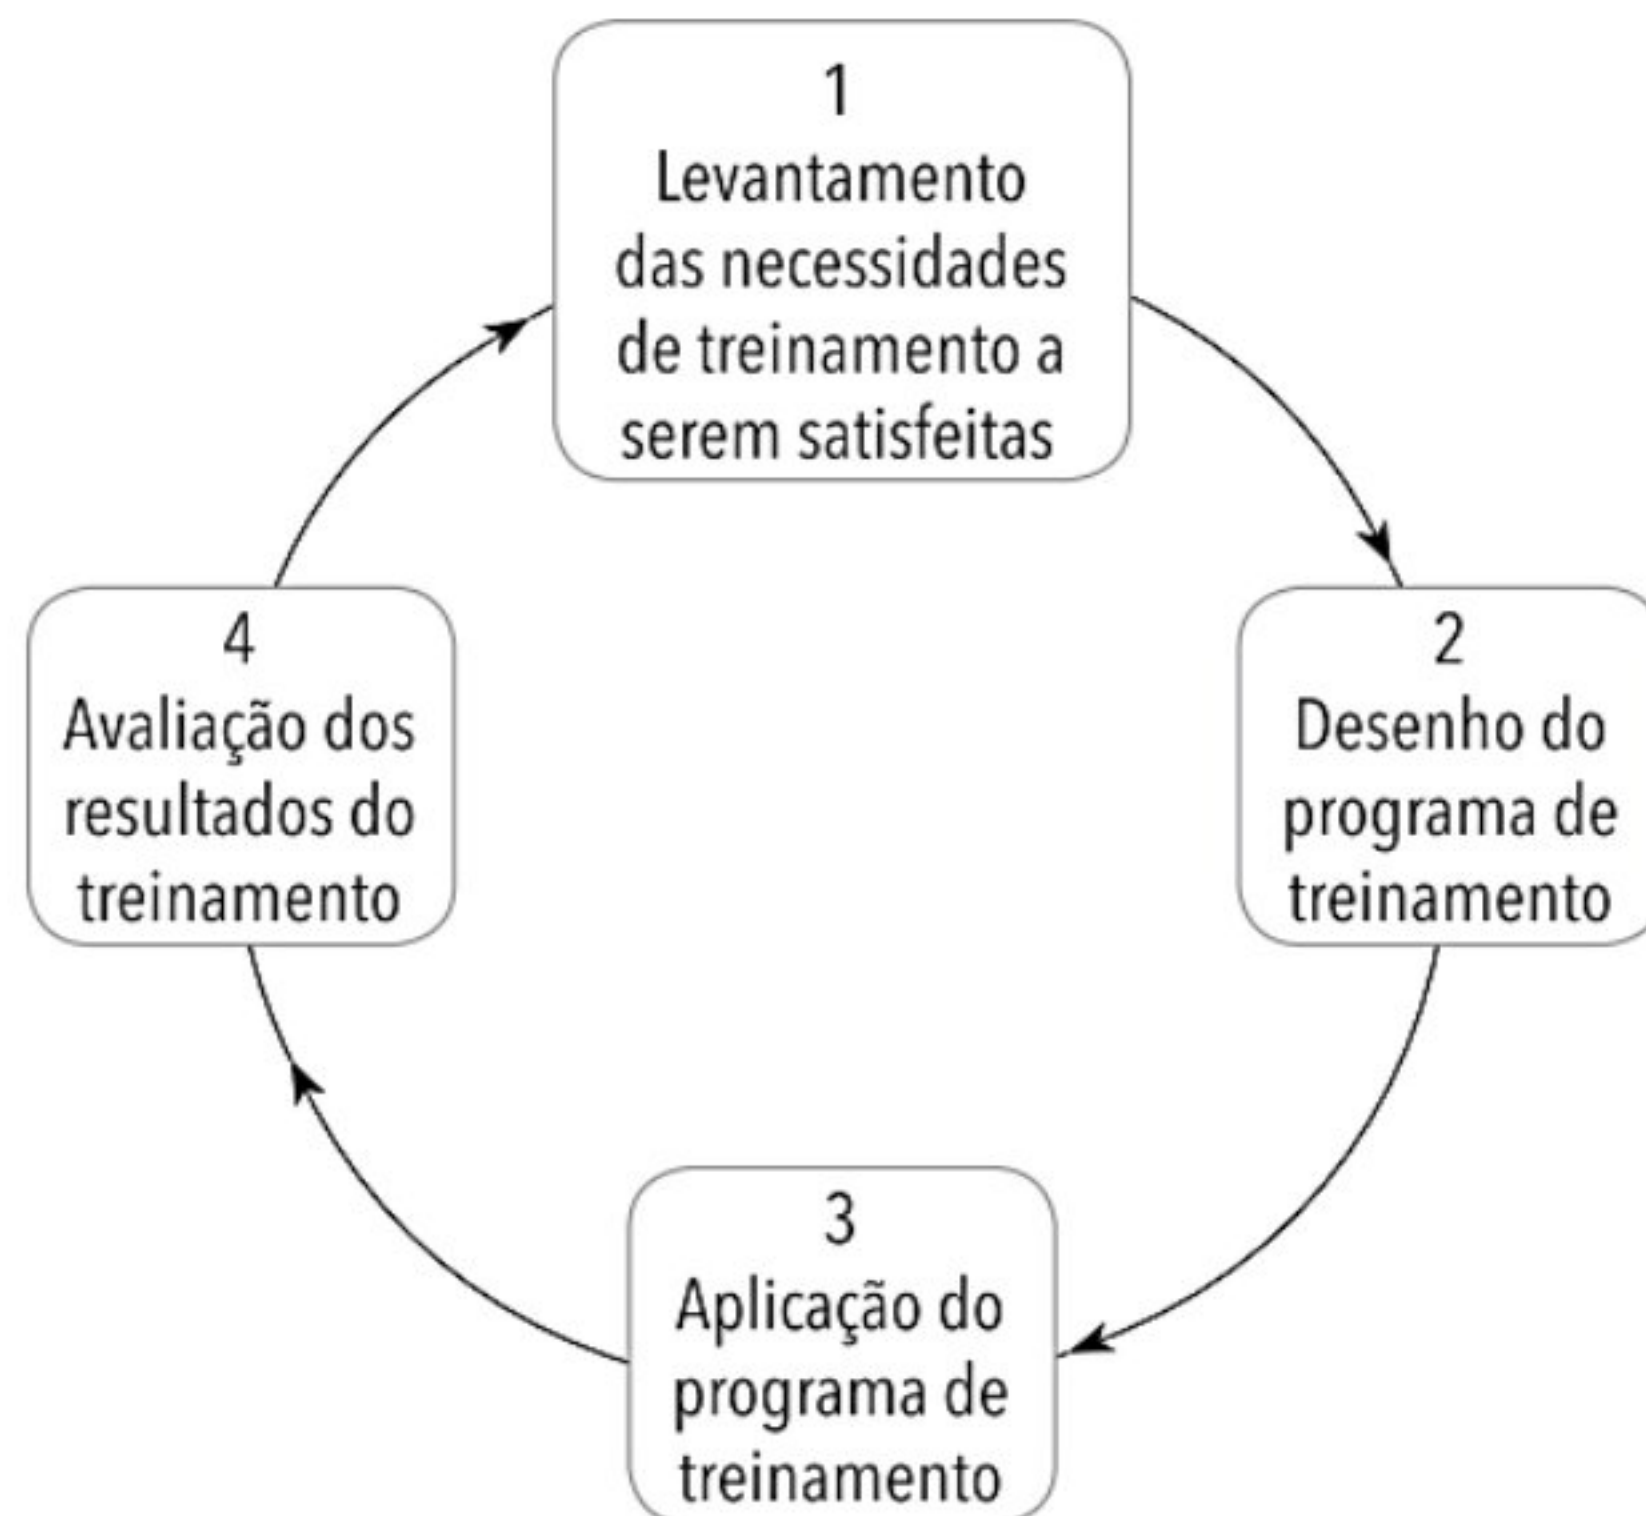 1
Levantamento
das necessidades
de treinamento a
serem satisfeitas
2
Desenho do
programa de
treinamento
3
Aplicação do
programa de
treinamento
4
Avaliação dos
resultados do
treinamento